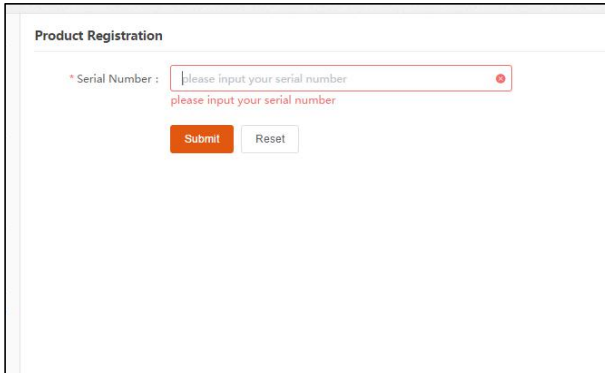 Product Registration
* Serial Number :
please input your serial number
please input your serial number
Submit
Reset